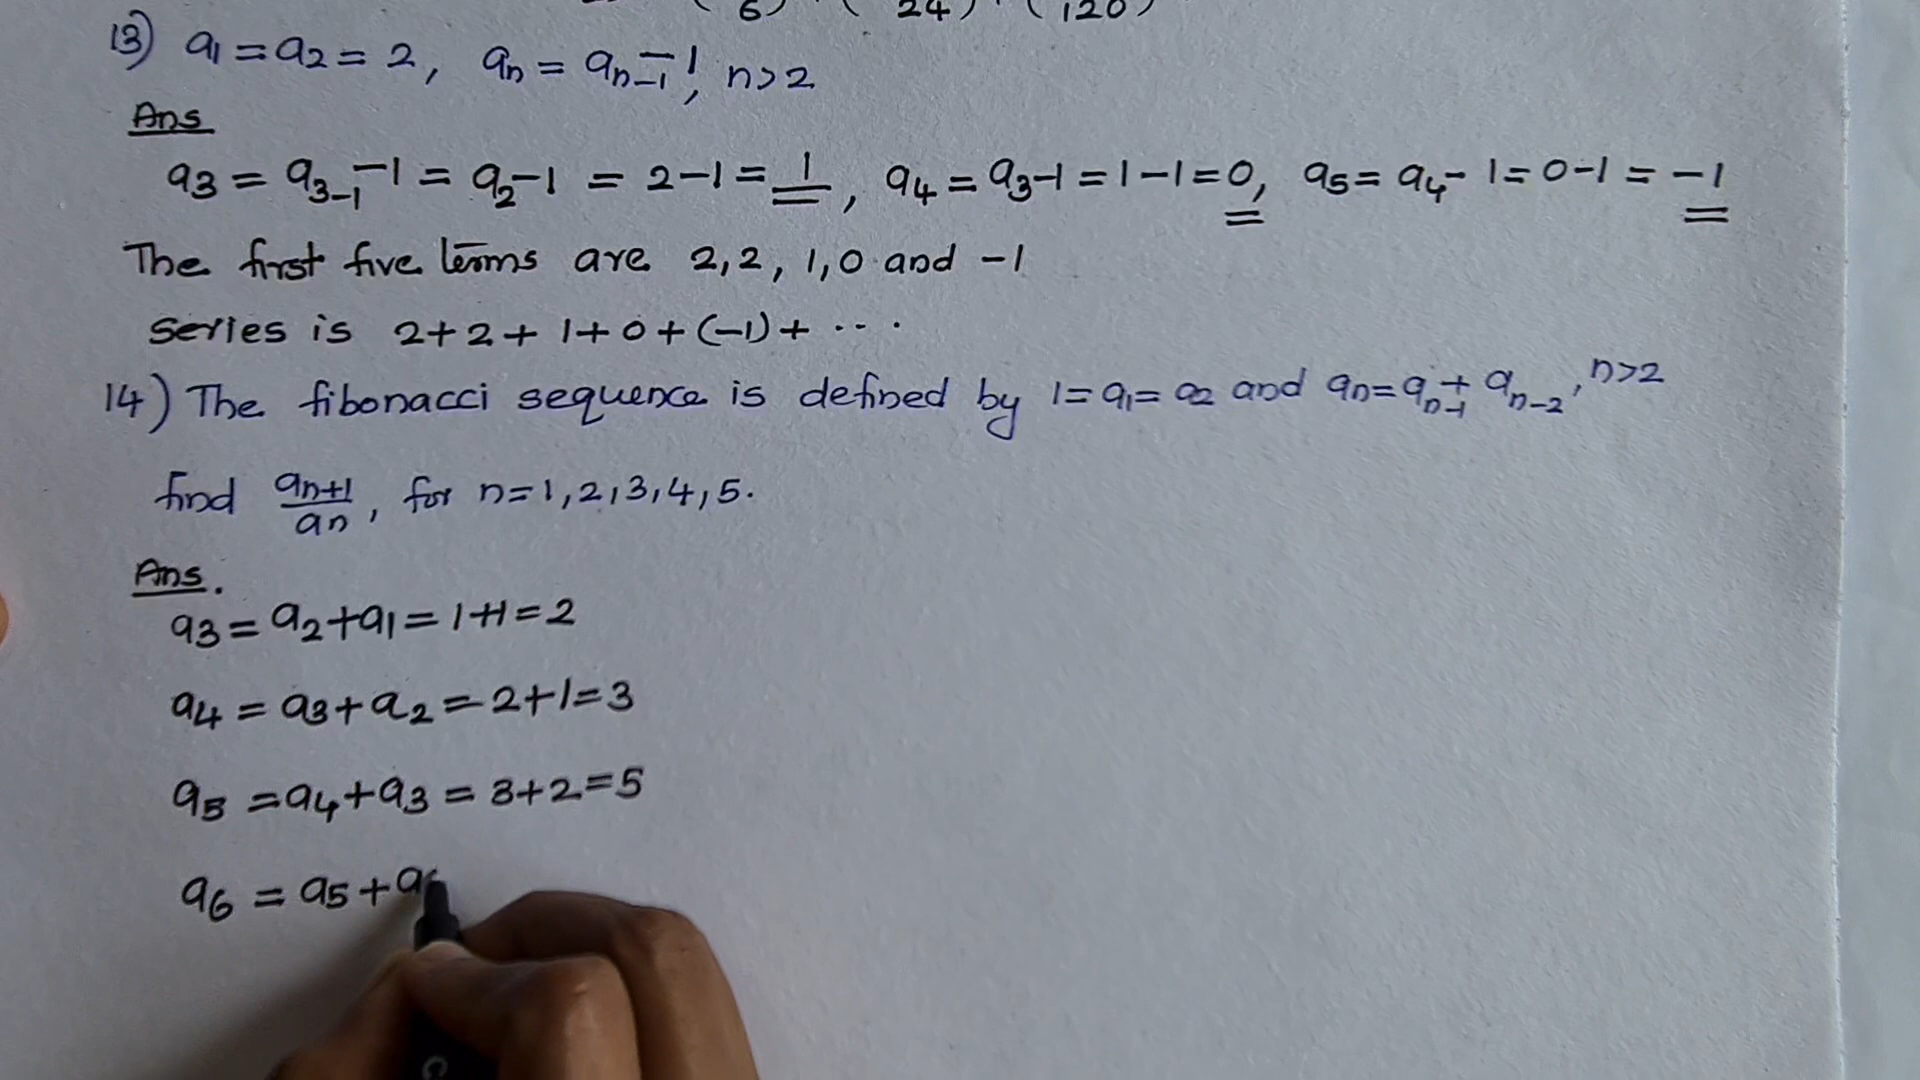 6) (24) (120)
13) a1=a2=2, an=an-1-1, n>2
Ans
a3=a3-1-1=a2-1=2-1=1, a4=a3-1=1-1=0, a5=a4-1=0-1=-1
The first five terms are 2,2,1,0 and -1
series is 2+2+1+0+(-1)+...
14) The fibonacci sequence is defined by 1=a1=a2 and an=an-1+an-2, n>2
find an+1/an, for n=1,2,3,4,5.
Ans.
a3=a2+a1=1+1=2
a4=a3+a2=2+1=3
a5=a4+a3=3+2=5
a6=a5+a